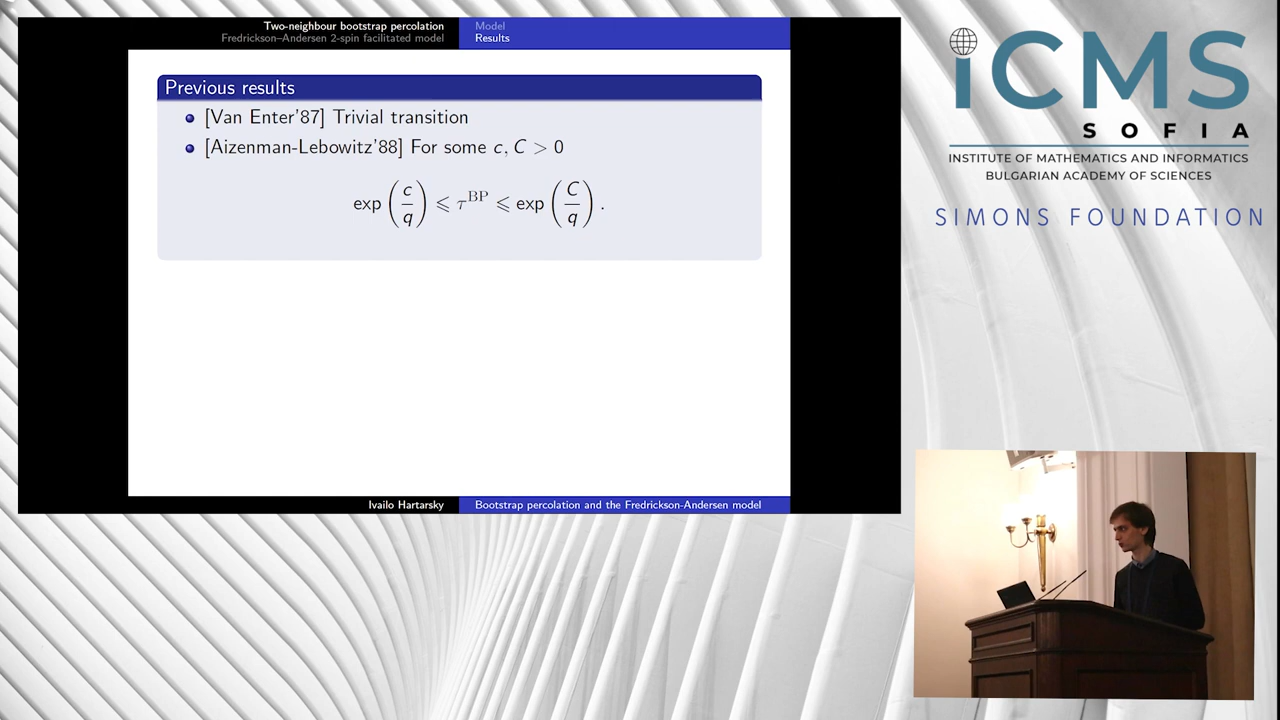 Two-neighbour bootstrap percolation
Fredrickson–Andersen 2-spin facilitated model
Model
Results
Previous results
[Van Enter'87] Trivial transition
[Aizenman-Lebowitz'88] For some c, C > 0
exp(c/q) ⩽ τ^BP ⩽ exp(C/q).
Ivailo Hartarsky
Bootstrap percolation and the Fredrickson-Andersen model
iCMS
SOFIA
INSTITUTE OF MATHEMATICS AND INFORMATICS
BULGARIAN ACADEMY OF SCIENCES
SIMONS FOUNDATION